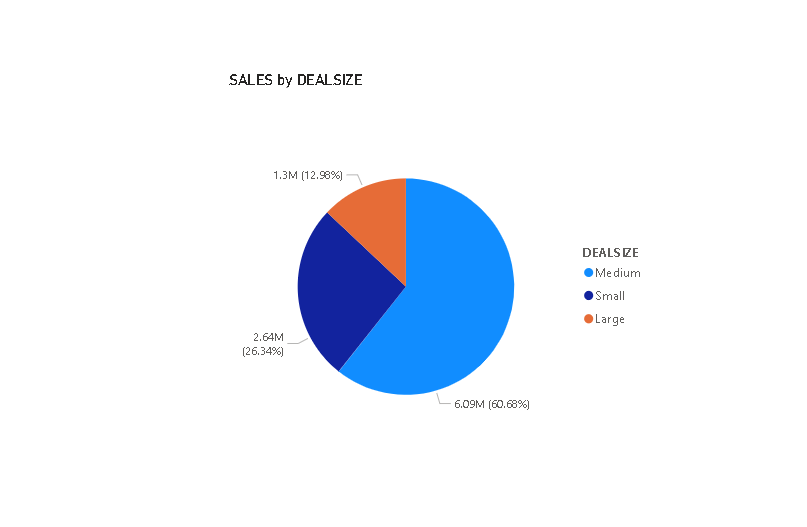 SALES by DEALSIZE
1.3M (12.98%)
DEALSIZE
Medium
Small
Large
2.64M
(26.34%)
6.09M (60.68%)